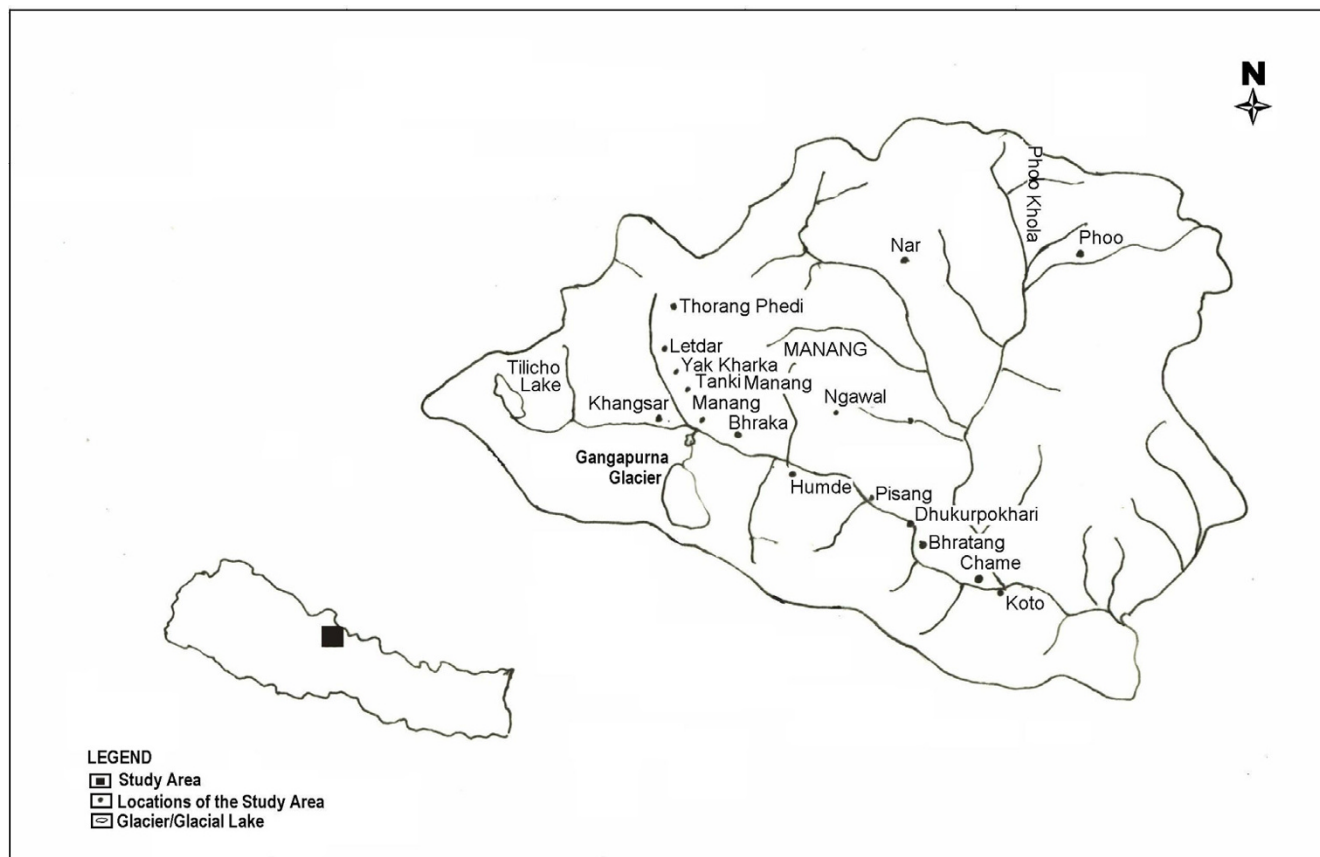 N
Phoo Khola
Nar
Phoo
Thorang Phedi
Letdar
MANANG
Tilicho
Lake
Yak Kharka
Tanki Manang
Khangsar
Manang
Ngawal
Bhraka
Gangapurna
Glacier
Humde
Pisang
Dhukurpokhari
Bhratang
Chame
Koto
LEGEND
Study Area
Locations of the Study Area
Glacier/Glacial Lake